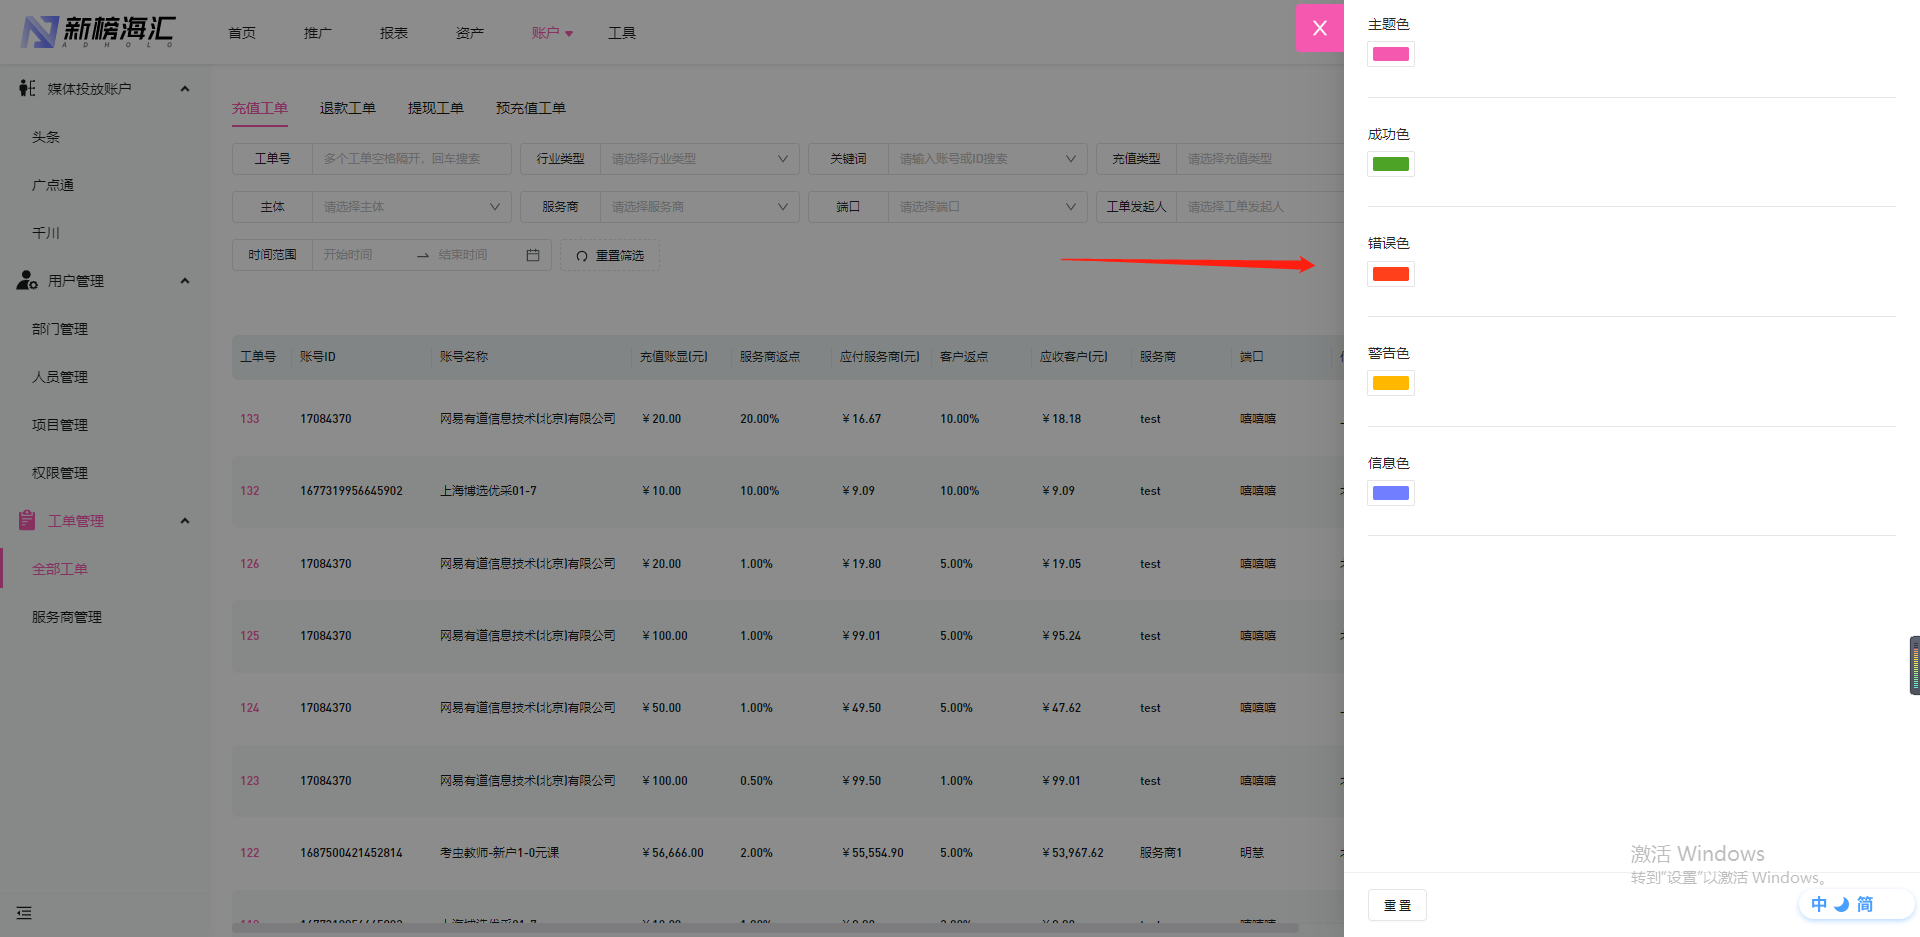 新榜海汇
ADHOLO
首页 推广 报表 资产 账户 工具
X
媒体投放账户
头条
广点通
千川
用户管理
部门管理
人员管理
项目管理
权限管理
工单管理
全部工单
服务商管理
充值工单 退款工单 提现工单 预充值工单
工单号 多个工单空格隔开，回车搜索 行业类型 请选择行业类型 关键词 请输入账号或ID搜索 充值类型 请选择充值类型
主体 请选择主体 服务商 请选择服务商 端口 请选择端口 工单发起人 请选择工单发起人
时间范围 开始时间 结束时间 重置筛选
工单号 账号ID 账号名称 充值账显(元) 服务商返点 应付服务商(元) 客户返点 应收客户(元) 服务商 端口
133 17084370 网易有道信息技术(北京)有限公司 ￥20.00 20.00% ￥16.67 10.00% ￥18.18 test 嘻嘻嘻
132 1677319956645902 上海博选优采01-7 ￥10.00 10.00% ￥9.09 10.00% ￥9.09 test 嘻嘻嘻
126 17084370 网易有道信息技术(北京)有限公司 ￥20.00 1.00% ￥19.80 5.00% ￥19.05 test 嘻嘻嘻
125 17084370 网易有道信息技术(北京)有限公司 ￥100.00 1.00% ￥99.01 5.00% ￥95.24 test 嘻嘻嘻
124 17084370 网易有道信息技术(北京)有限公司 ￥50.00 1.00% ￥49.50 5.00% ￥47.62 test 嘻嘻嘻
123 17084370 网易有道信息技术(北京)有限公司 ￥100.00 0.50% ￥99.50 1.00% ￥99.01 test 嘻嘻嘻
122 1687500421452814 考虫教师-新户1-0元课 ￥56,666.00 2.00% ￥55,554.90 5.00% ￥53,967.62 服务商1 明慧
主题色
成功色
错误色
警告色
信息色
重置
激活 Windows
转到"设置"以激活 Windows。
中 简